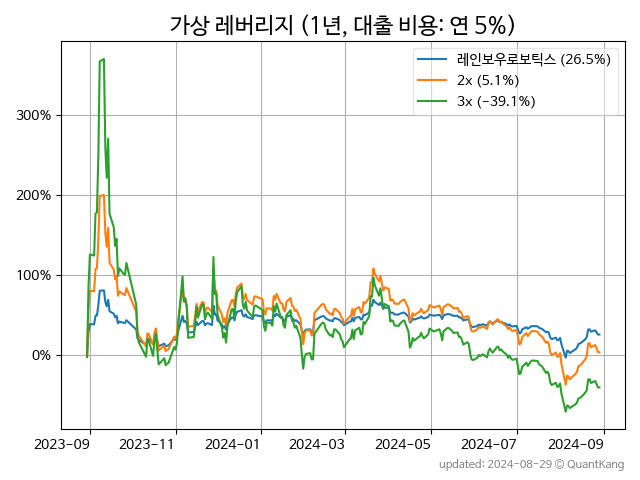 가상 레버리지 (1년, 대출 비용: 연 5%)
레인보우로보틱스 (26.5%)
2x (5.1%)
3x (−39.1%)
300%
200%
100%
0%
2023-09 2023-11 2024-01 2024-03 2024-05 2024-07 2024-09
updated: 2024-08-29 © QuantKang